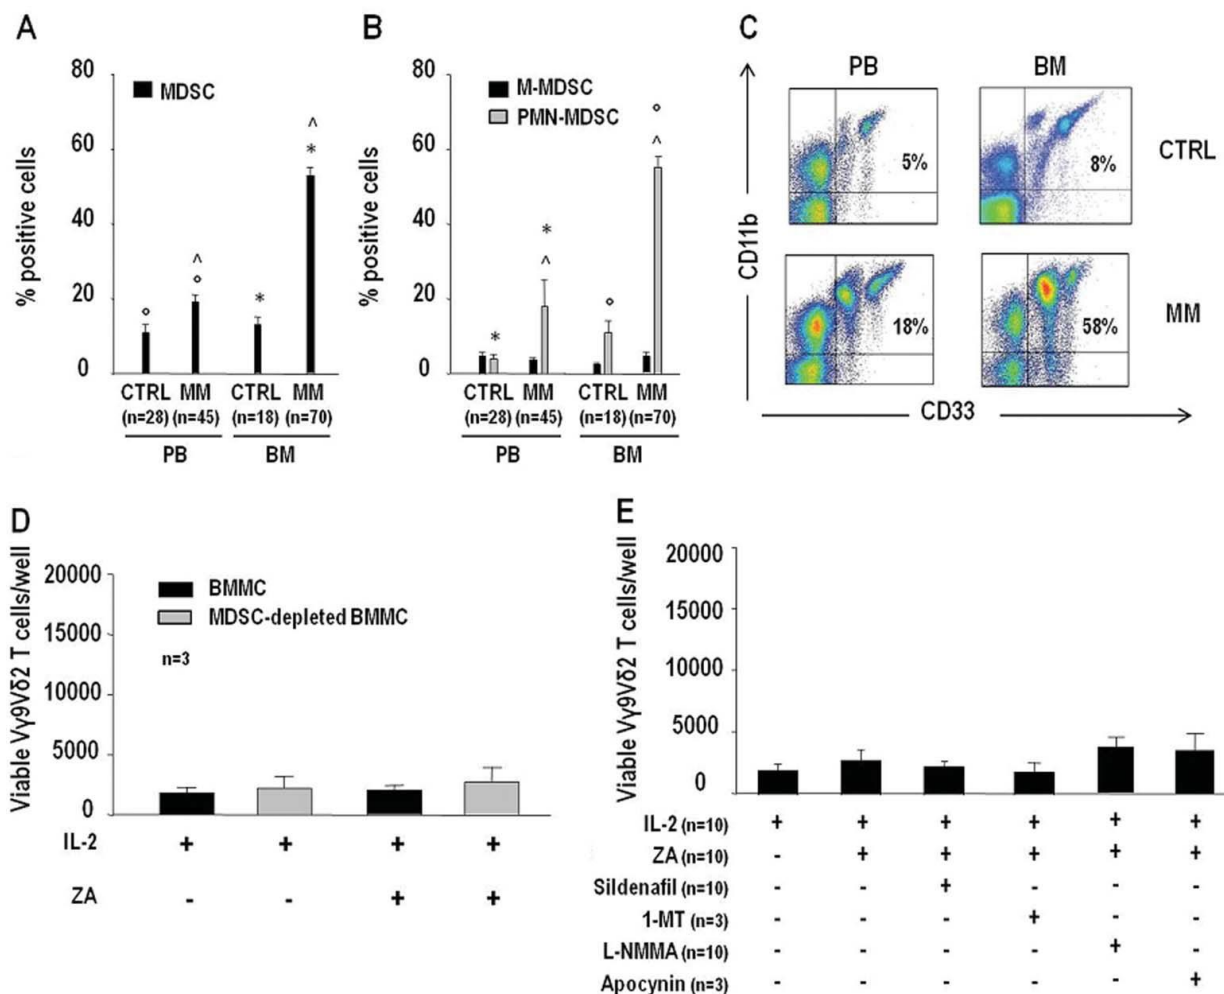 A
80
60
40
20
0
% positive cells
MDSC
° ^ ° * ^ *
CTRL MM CTRL MM
(n=28) (n=45) (n=18) (n=70)
PB BM
B
80
60
40
20
0
% positive cells
M-MDSC
PMN-MDSC
* * ^ ° ° ^
CTRL MM CTRL MM
(n=28) (n=45) (n=18) (n=70)
PB BM
C
PB BM
5% 8% CTRL
18% 58% MM
CD11b
CD33
D
20000
15000
10000
5000
0
Viable Vγ9Vδ2 T cells/well
BMMC
MDSC-depleted BMMC
n=3
IL-2 + + + +
ZA - - + +
E
20000
15000
10000
5000
0
Viable Vγ9Vδ2 T cells/well
IL-2 (n=10) + + + + + +
ZA (n=10) - + + + + +
Sildenafil (n=10) - - + - - -
1-MT (n=3) - - - + - -
L-NMMA (n=10) - - - - + -
Apocynin (n=3) - - - - - +